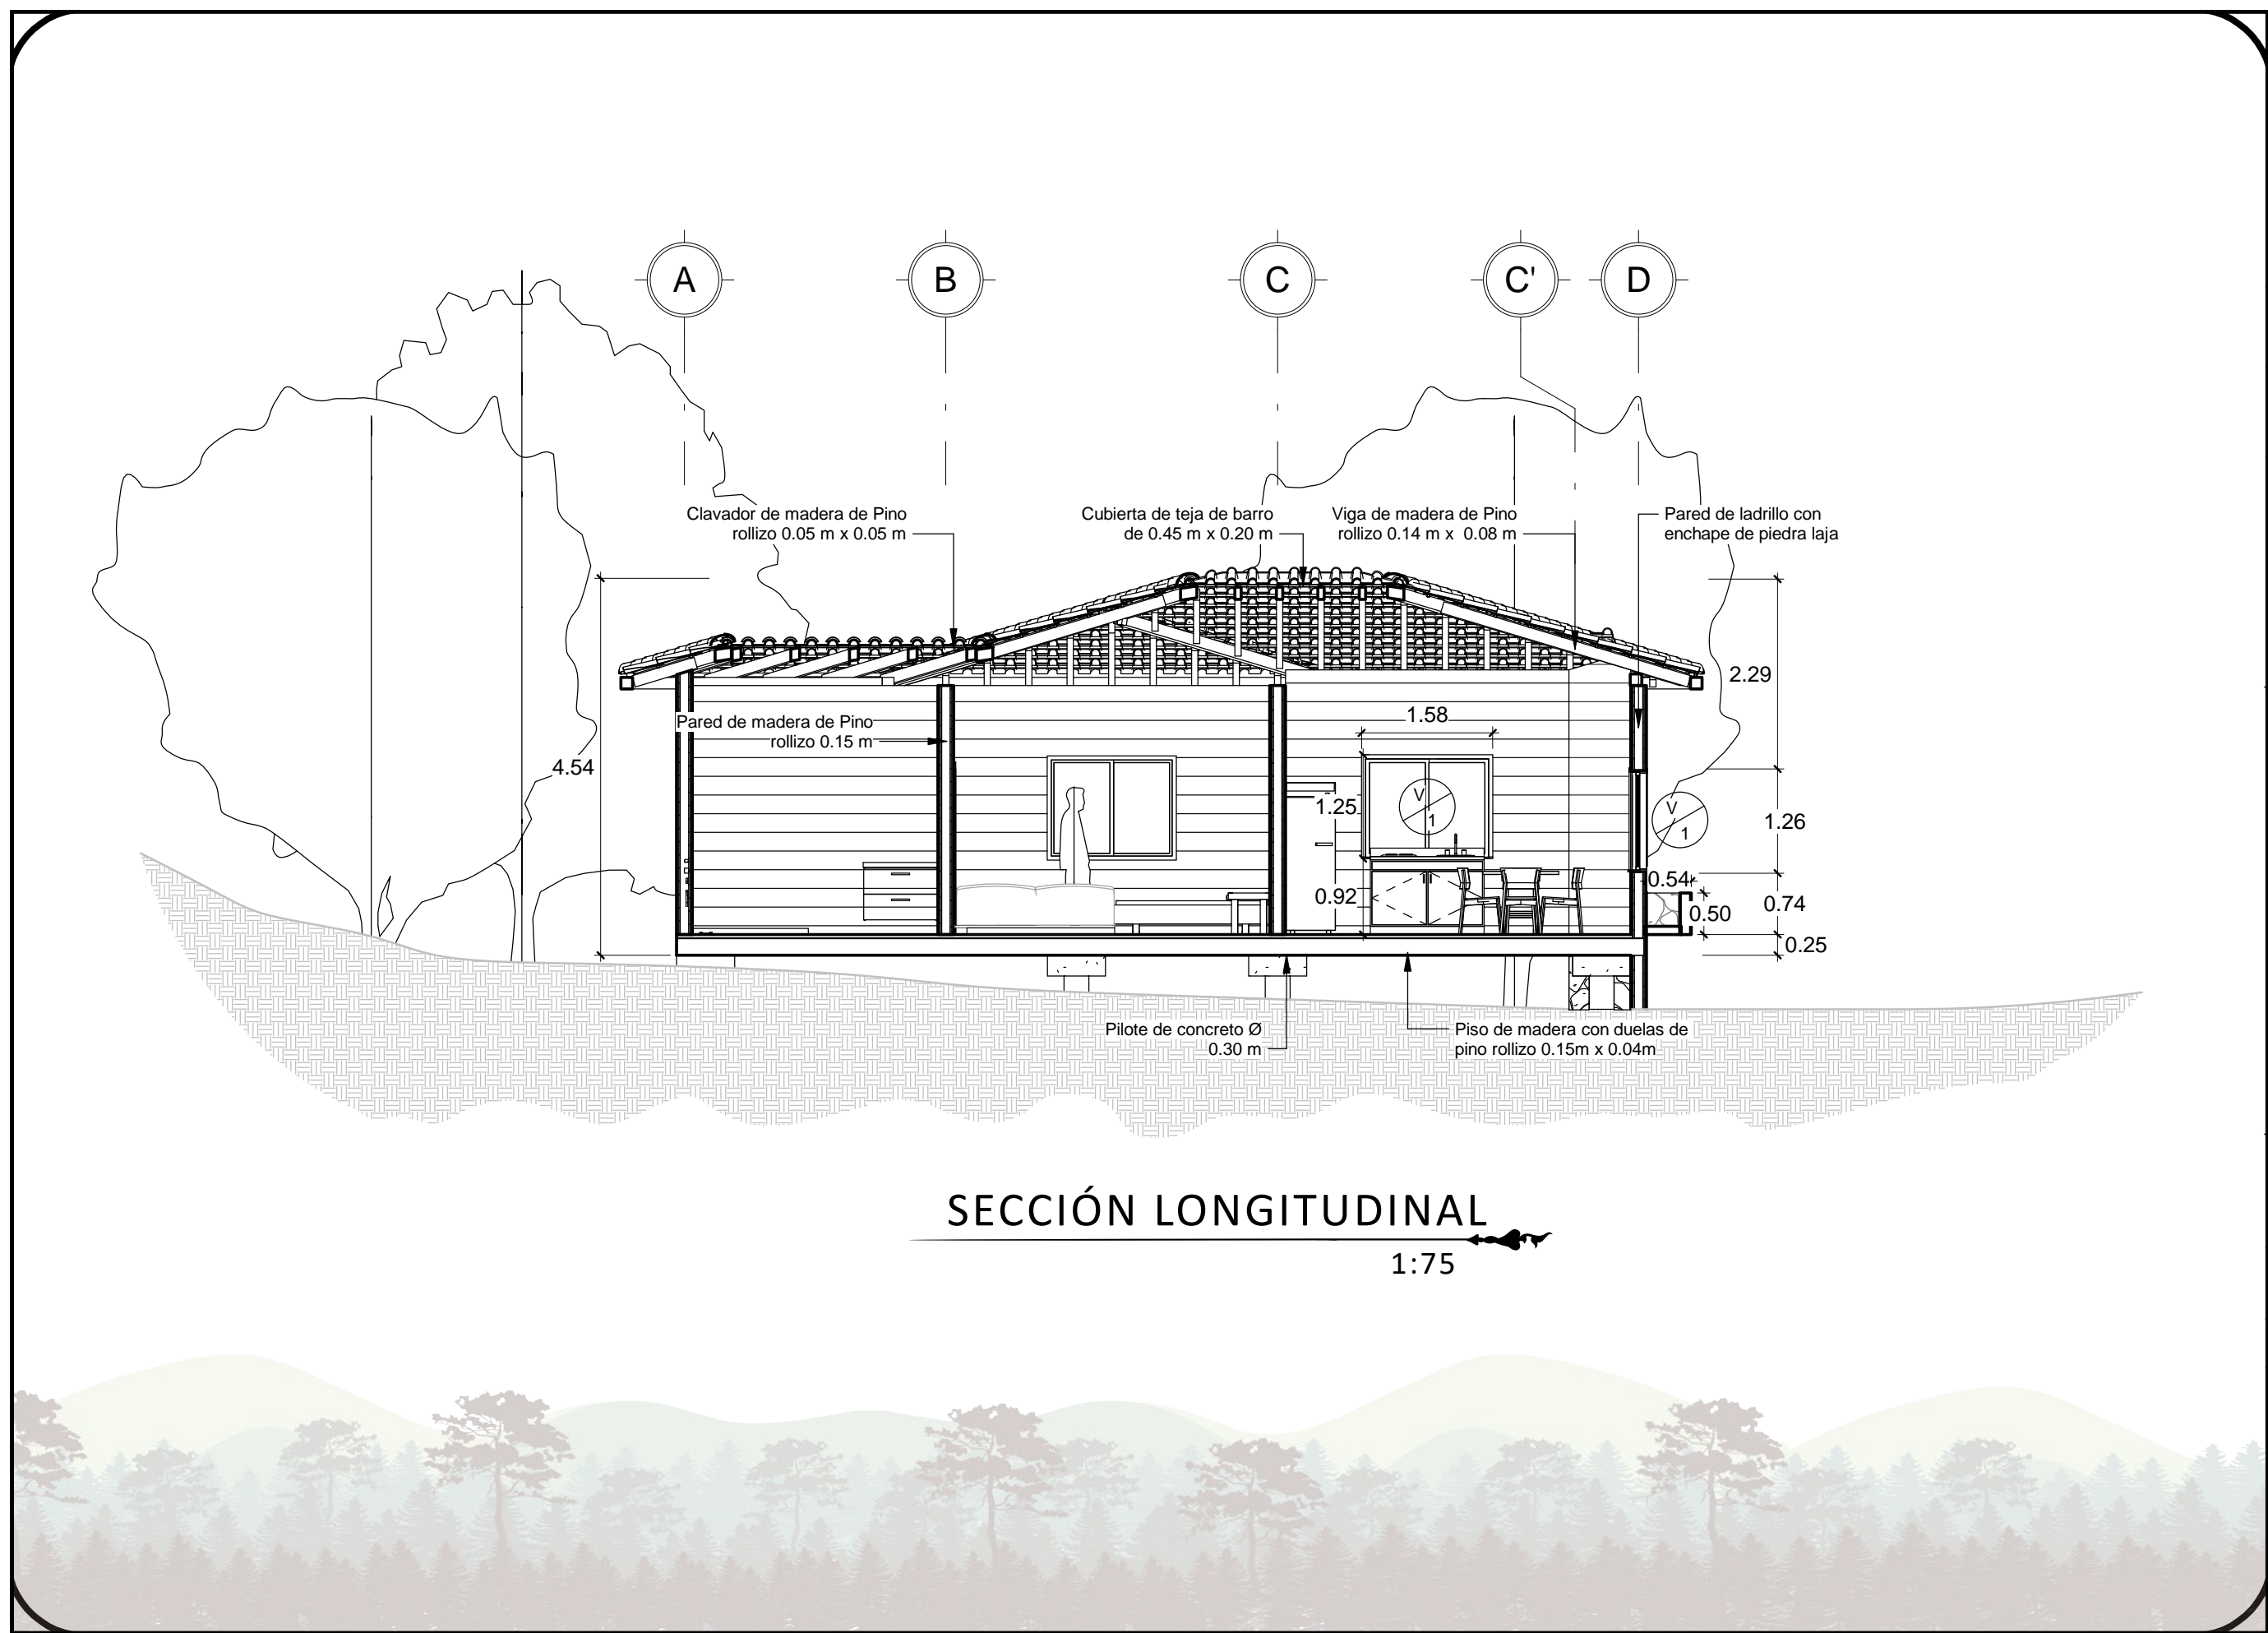 A
B
C
C'
D
Clavador de madera de Pino
rollizo 0.05 m x 0.05 m
Cubierta de teja de barro
de 0.45 m x 0.20 m
Viga de madera de Pino
rollizo 0.14 m x 0.08 m
Pared de ladrillo con
enchape de piedra laja
2.29
Pared de madera de Pino
rollizo 0.15 m
1.58
4.54
1.25
V
1
V
1
1.26
0.54
0.92
0.50
0.74
0.25
Pilote de concreto Ø
0.30 m
Piso de madera con duelas de
pino rollizo 0.15m x 0.04m
SECCIÓN LONGITUDINAL
1:75